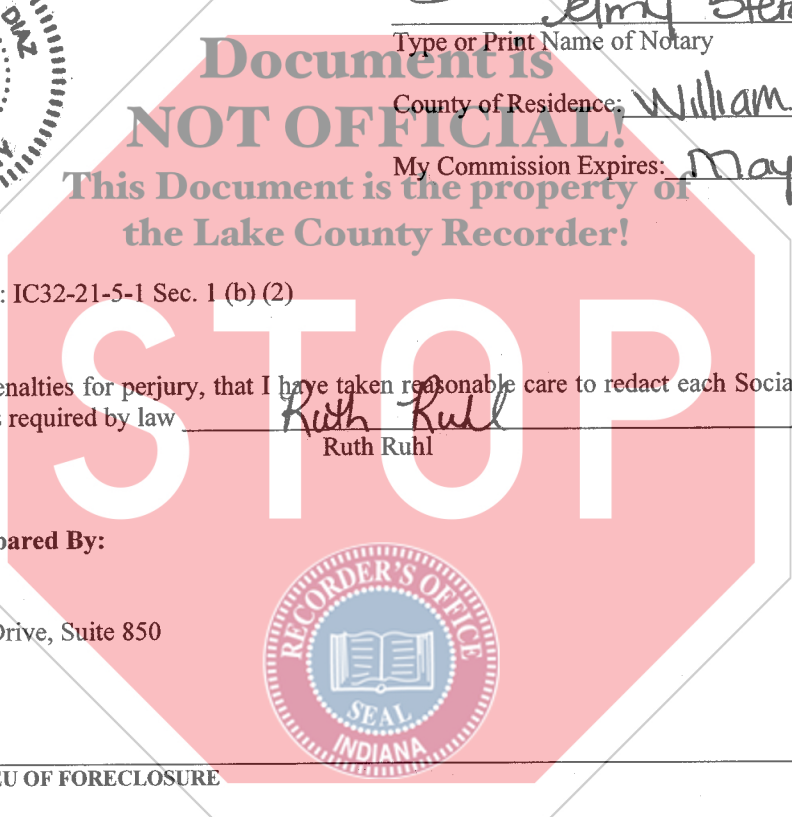 DIAZ
Type or Print Name of Notary
Document is
County of Residence: William
NOT OFFICIAL!
My Commission Expires: May
This Document is the property of
the Lake County Recorder!
: IC32-21-5-1 Sec. 1 (b) (2)
STOP
enalties for perjury, that I have taken reasonable care to redact each Socia
s required by law Ruth Ruhl
Ruth Ruhl
pared By:
RECORDER'S OFFICE
Drive, Suite 850
SEAL
INDIANA
EU OF FORECLOSURE